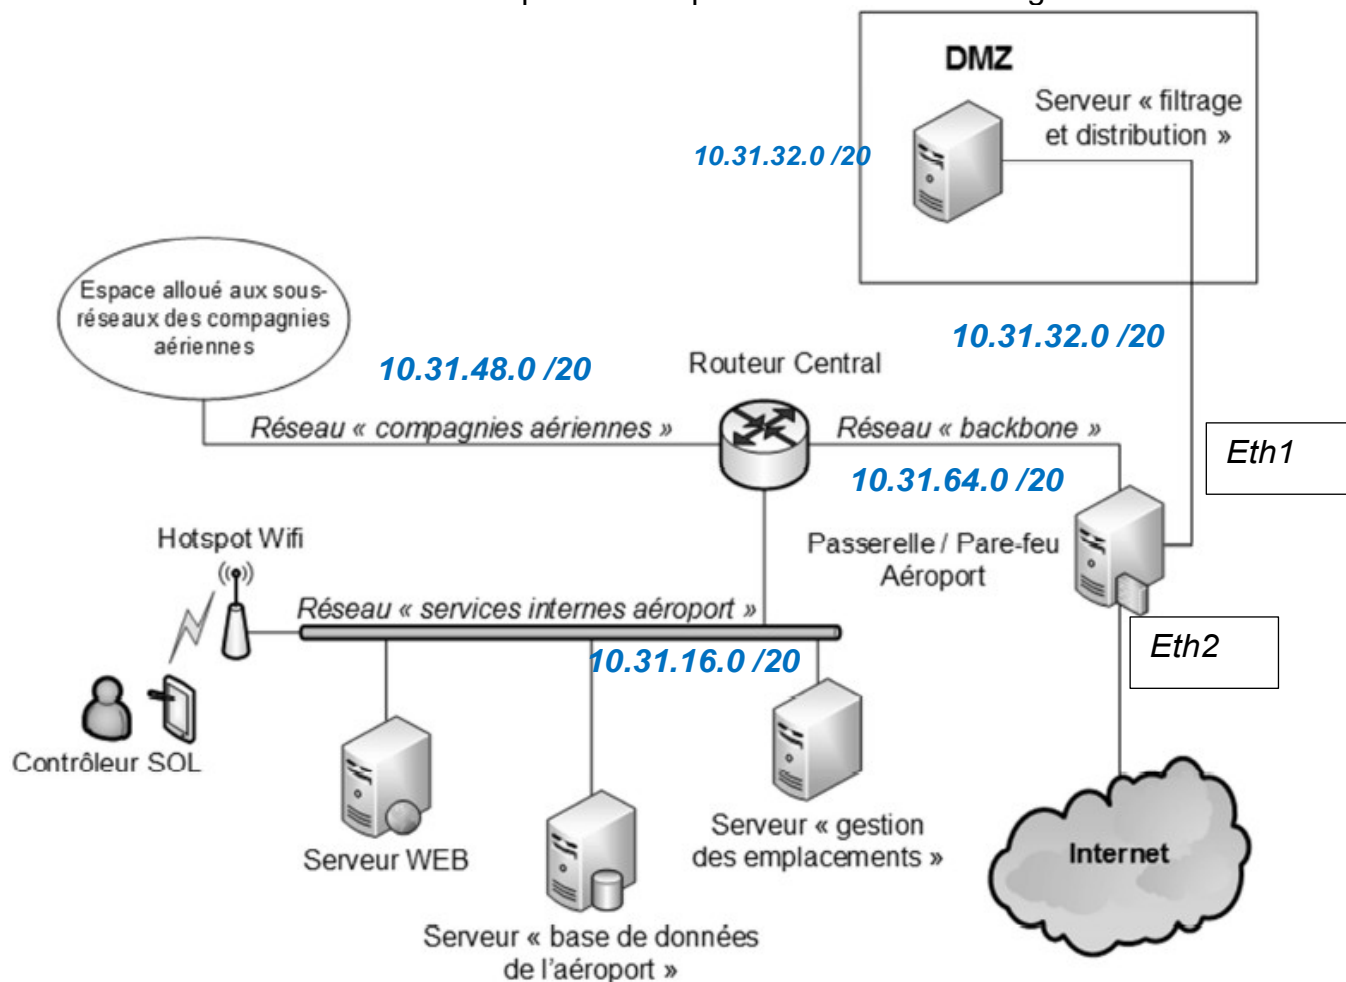 DMZ
Serveur « filtrage
et distribution »
10.31.32.0 /20
Espace alloué aux sous-
réseaux des compagnies
aériennes
10.31.32.0 /20
10.31.48.0 /20
Routeur Central
Réseau « compagnies aériennes »
Réseau « backbone »
Eth1
10.31.64.0 /20
Hotspot Wifi
Passerelle / Pare-feu
Aéroport
Réseau « services internes aéroport »
10.31.16.0 /20
Eth2
Contrôleur SOL
Serveur WEB
Serveur « gestion
des emplacements »
Internet
Serveur « base de données
de l'aéroport »